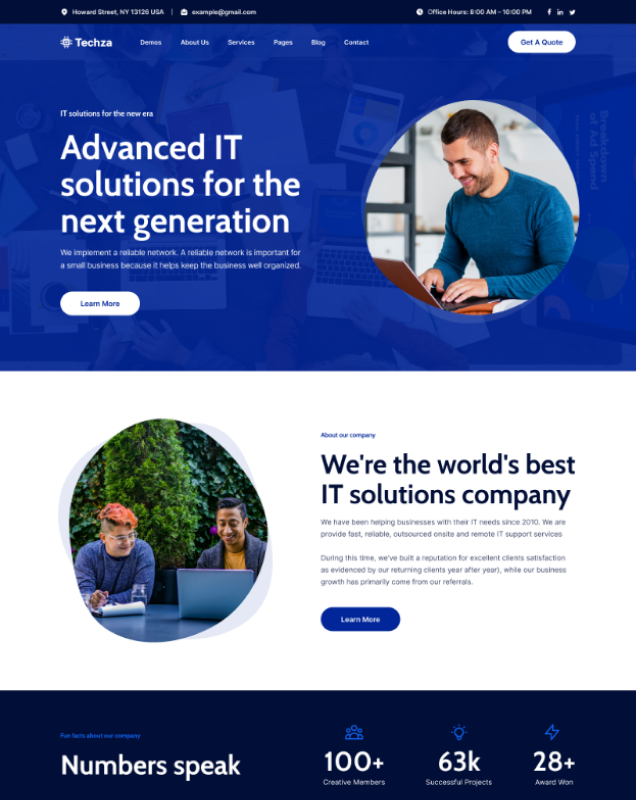 Howard Street, NY 13126 USA | example@gmail.com Office Hours: 8:00 AM – 10:00 PM
Techza Demos About Us Services Pages Blog Contact Get A Quote
IT solutions for the new era
Advanced IT
solutions for the
next generation
We implement a reliable network. A reliable network is important for
a small business because it helps keep the business well organized.
Learn More
Breakdown
of Ad Spend
About our company
We're the world's best
IT solutions company
We have been helping businesses with their IT needs since 2010. We are
provide fast, reliable, outsourced onsite and remote IT support services
During this time, we've built a reputation for excellent clients satisfaction
as evidenced by our returning clients year after year), while our business
growth has primarily come from our referrals.
Learn More
Fun facts about our company
Numbers speak
100+
Creative Members
63k
Successful Projects
28+
Award Won